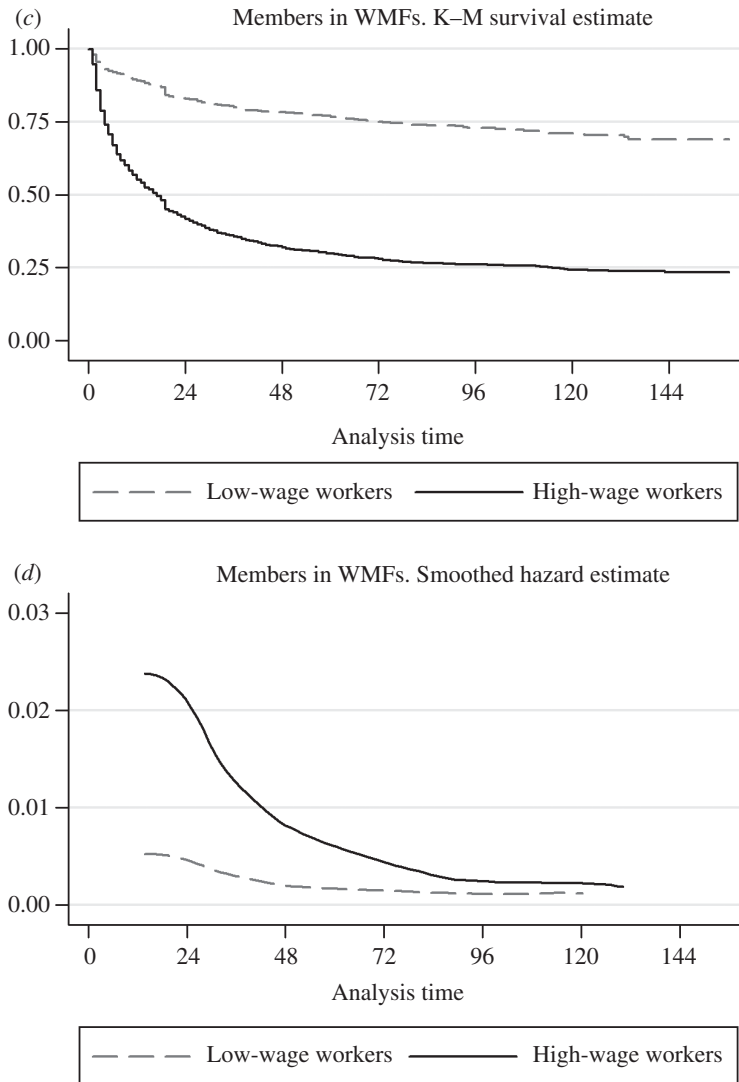 (c) Members in WMFs. K–M survival estimate
1.00
0.75
0.50
0.25
0.00
0 24 48 72 96 120 144
Analysis time
Low-wage workers High-wage workers
(d) Members in WMFs. Smoothed hazard estimate
0.03
0.02
0.01
0.00
0 24 48 72 96 120 144
Analysis time
Low-wage workers High-wage workers